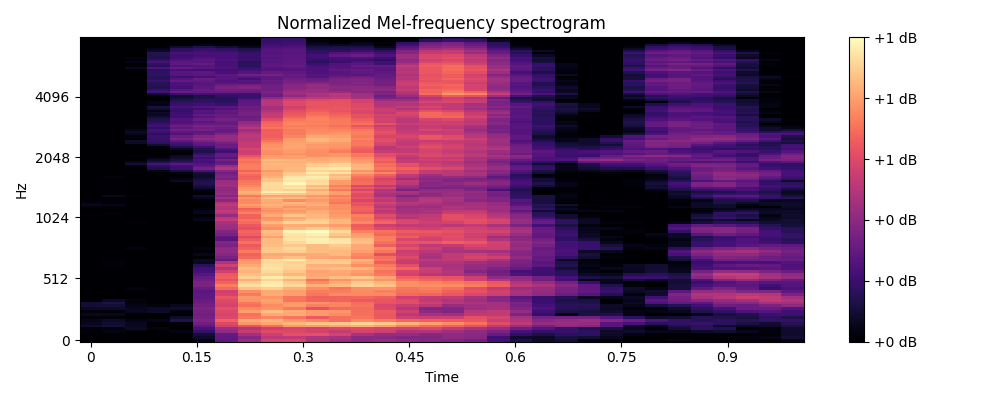 Normalized Mel-frequency spectrogram
+1 dB
4096
+1 dB
2048
+1 dB
Hz
1024
+0 dB
512
+0 dB
0
+0 dB
0 0.15 0.3 0.45 0.6 0.75 0.9
Time